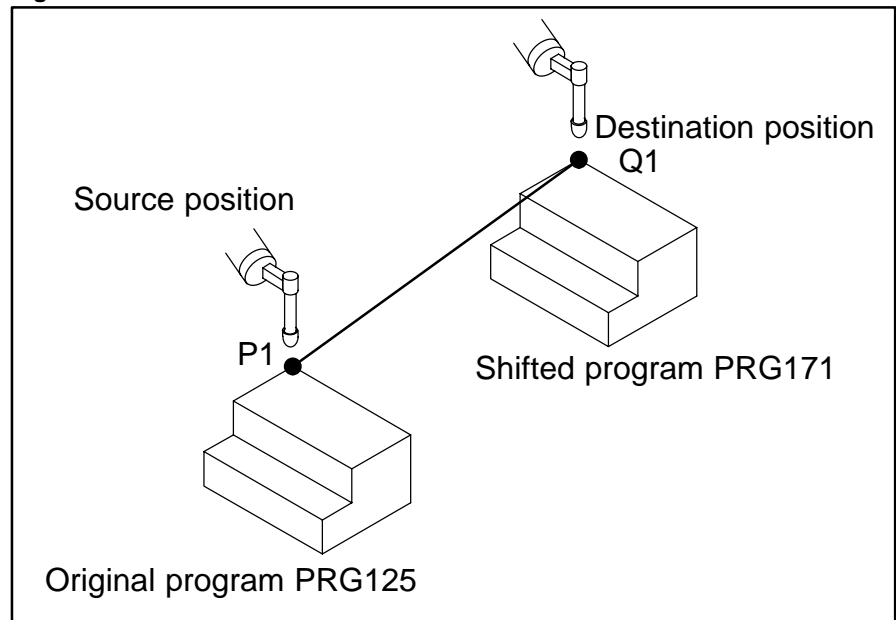 Destination position
Q1
Source position
P1
Shifted program PRG171
Original program PRG125